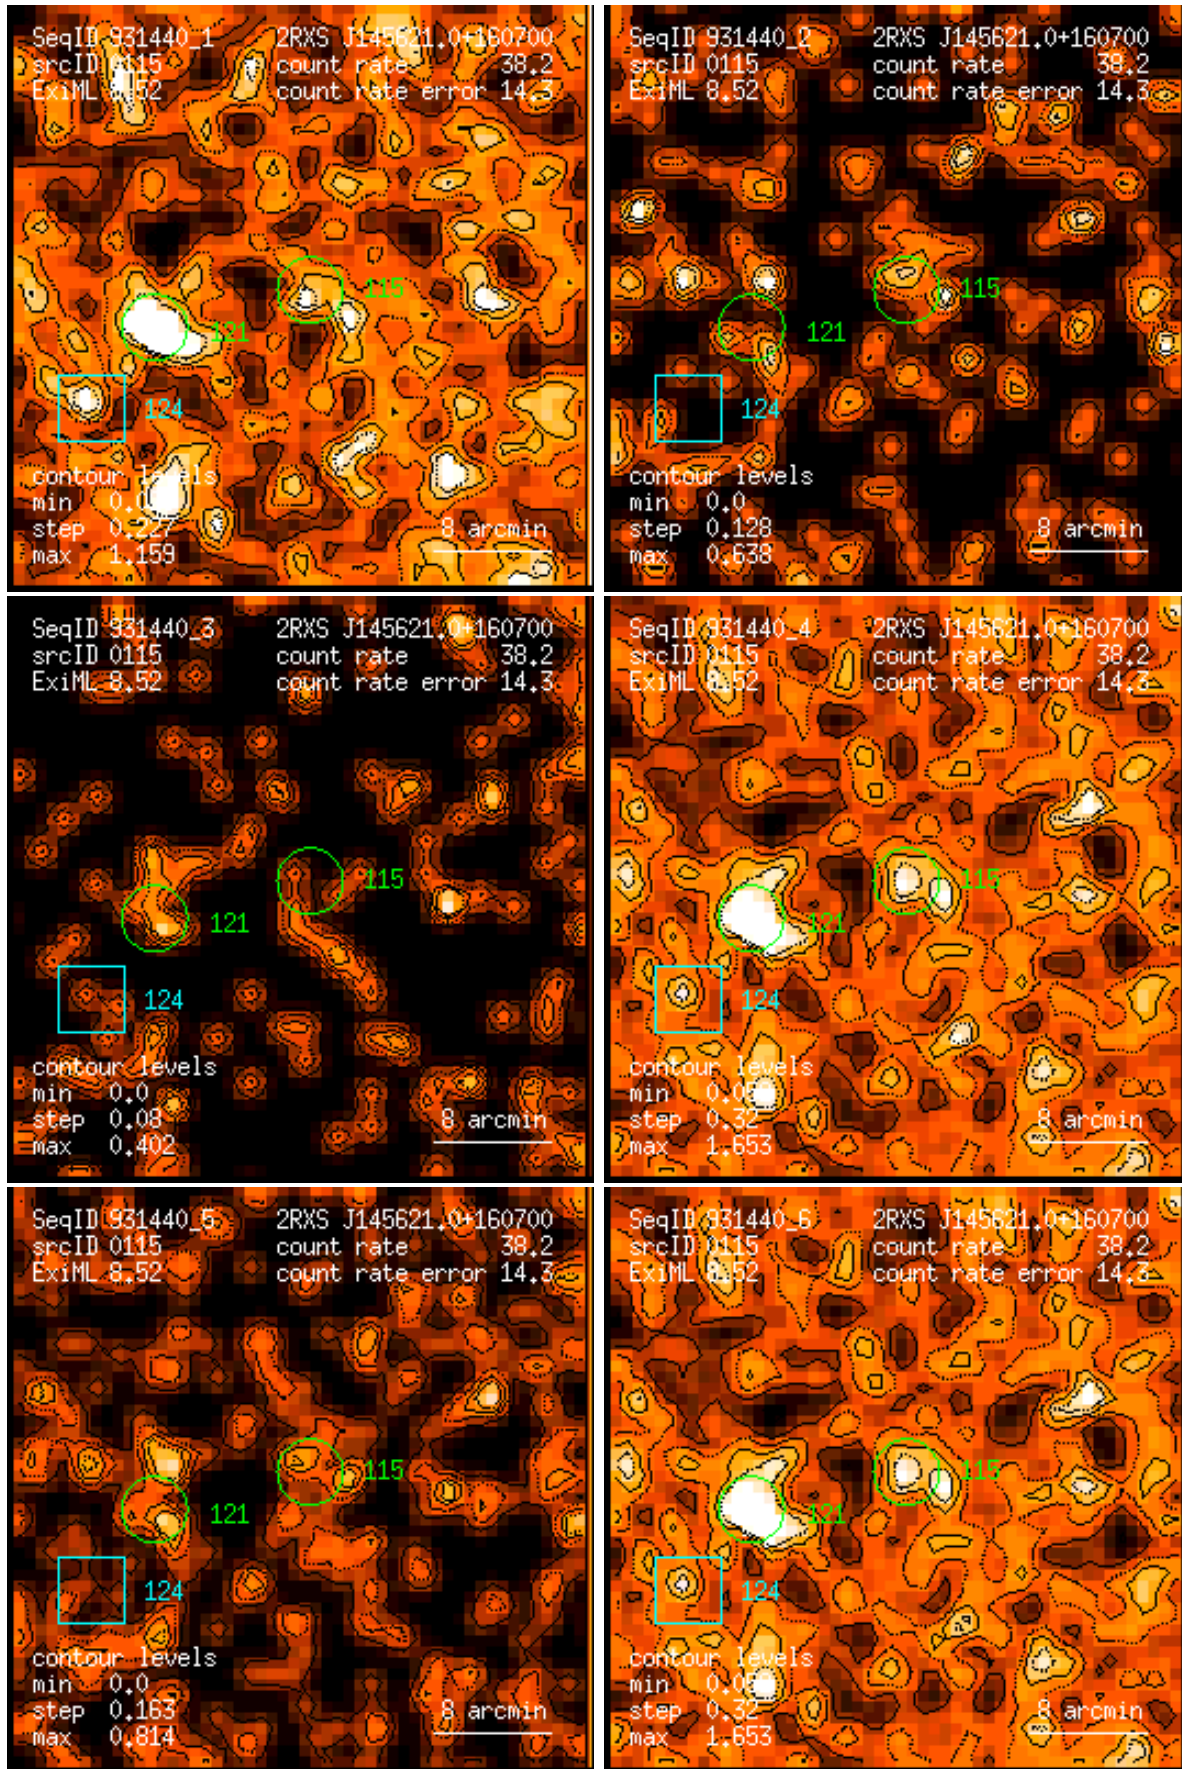 SeqID 931440_1 2RXS J145621.0+160700
srcID 0115 count rate 38.2
ExiML 8.52 count rate error 14.3
115
121
124
contour levels
min
step 0.227
8 arcmin
max 1.159
SeqID 931440_2 2RXS J145621.0+160700
srcID 0115 count rate 38.2
ExiML 8.52 count rate error 14.3
115
121
124
contour levels
min 0.0
step 0.128
8 arcmin
max 0.638
SeqID 931440_3 2RXS J145621.0+160700
srcID 0115 count rate 38.2
ExiML 8.52 count rate error 14.3
115
121
124
contour levels
min 0.0
step 0.08
8 arcmin
max 0.402
SeqID 931440_4 2RXS J145621.0+160700
srcID 0115 count rate 38.2
ExiML 8.52 count rate error 14.3
115
121
124
contour levels
min
step 0.32
8 arcmin
max 1.653
SeqID 931440_5 2RXS J145621.0+160700
srcID 0115 count rate 38.2
ExiML 8.52 count rate error 14.3
115
121
124
contour levels
min 0.0
step 0.163
8 arcmin
max 0.814
SeqID 931440_6 2RXS J145621.0+160700
srcID 0115 count rate 38.2
ExiML 8.52 count rate error 14.3
115
121
124
contour levels
min
step 0.32
8 arcmin
max 1.653